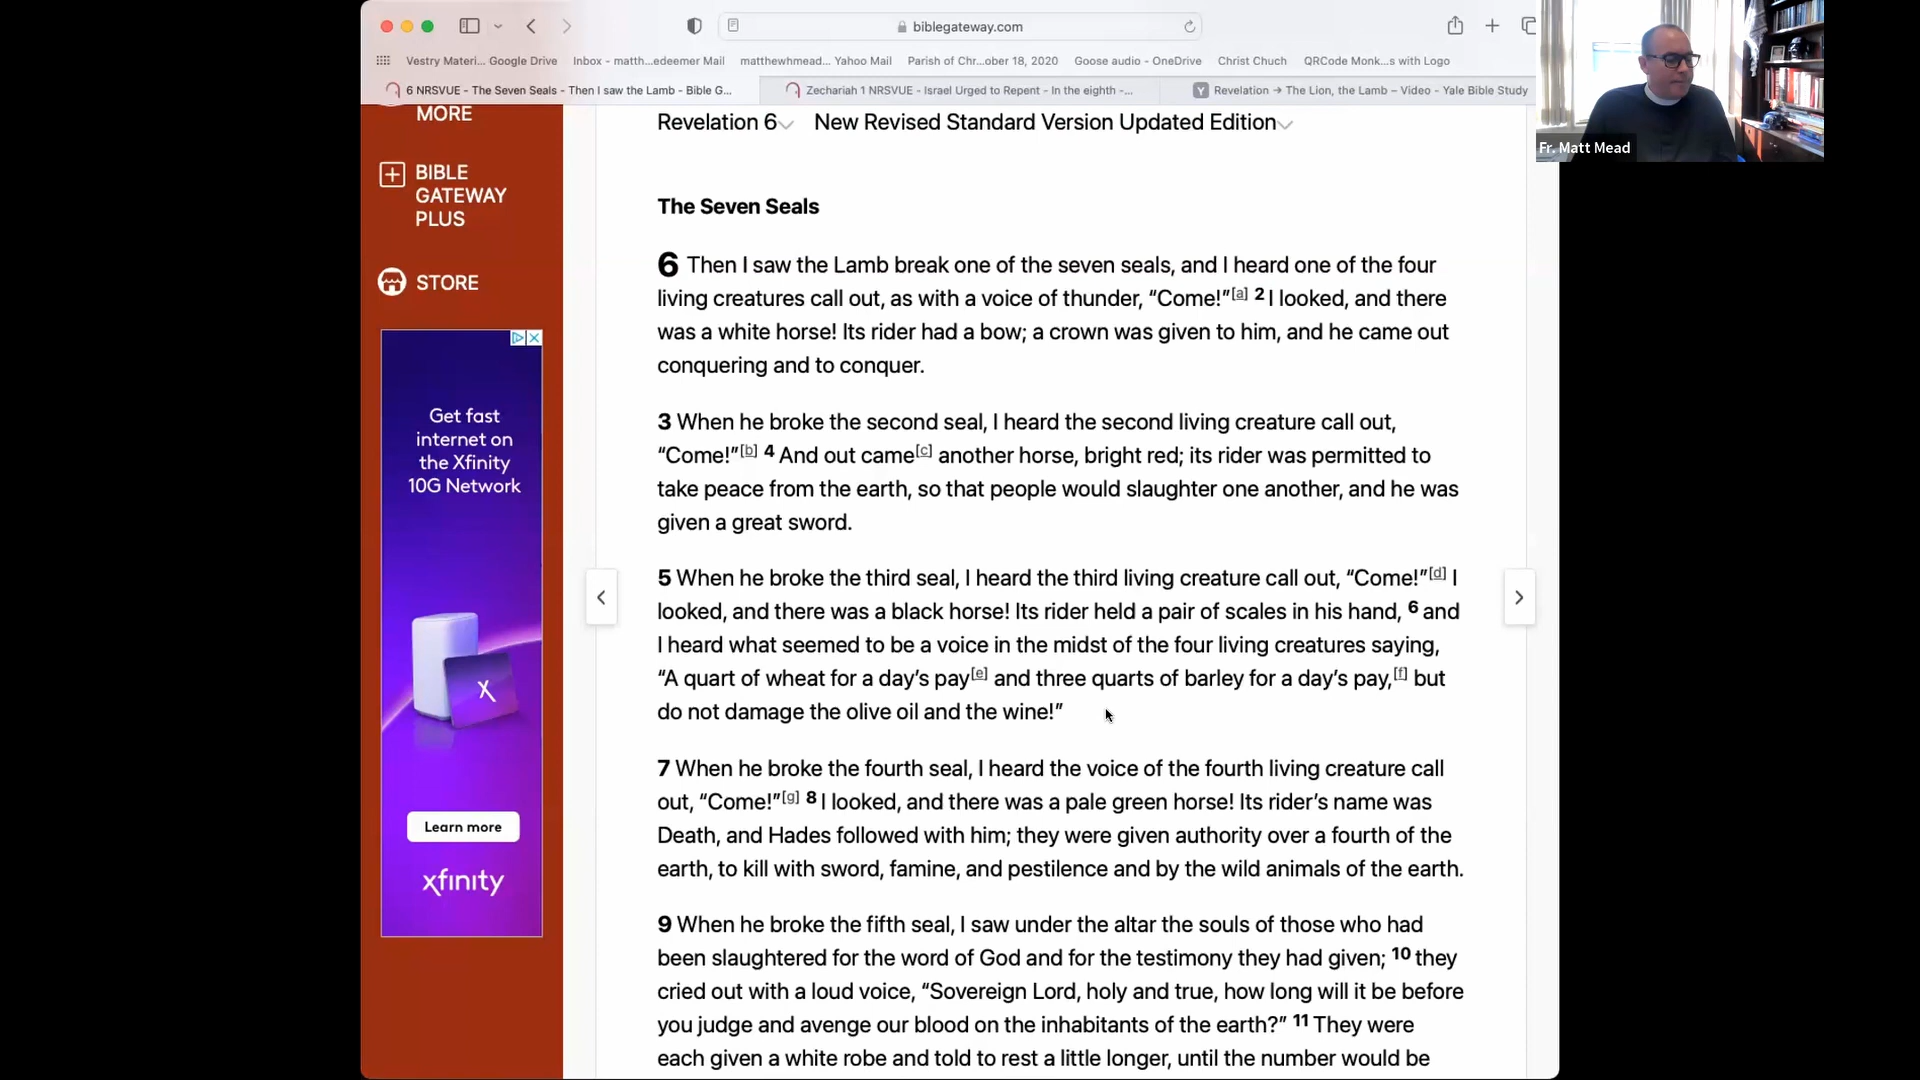 biblegateway.com
Vestry Materi... Google Drive
Inbox - matth...edeemer Mail
matthewhmead... Yahoo Mail
Parish of Chr...ober 18, 2020
Goose audio - OneDrive
Christ Chuch
QRCode Monk...s with Logo
6 NRSVUE - The Seven Seals - Then I saw the Lamb - Bible G...
Zechariah 1 NRSVUE - Israel Urged to Repent - In the eighth -...
Y Revelation → The Lion, the Lamb – Video - Yale Bible Study
Fr. Matt Mead
MORE
BIBLE
GATEWAY
PLUS
STORE
Get fast
internet on
the Xfinity
10G Network
X
Learn more
xfinity
Revelation 6 New Revised Standard Version Updated Edition
The Seven Seals
6 Then I saw the Lamb break one of the seven seals, and I heard one of the four
living creatures call out, as with a voice of thunder, “Come!”[a] 2 I looked, and there
was a white horse! Its rider had a bow; a crown was given to him, and he came out
conquering and to conquer.
3 When he broke the second seal, I heard the second living creature call out,
“Come!”[b] 4 And out came[c] another horse, bright red; its rider was permitted to
take peace from the earth, so that people would slaughter one another, and he was
given a great sword.
5 When he broke the third seal, I heard the third living creature call out, “Come!”[d] I
looked, and there was a black horse! Its rider held a pair of scales in his hand, 6 and
I heard what seemed to be a voice in the midst of the four living creatures saying,
“A quart of wheat for a day’s pay[e] and three quarts of barley for a day’s pay,[f] but
do not damage the olive oil and the wine!”
7 When he broke the fourth seal, I heard the voice of the fourth living creature call
out, “Come!”[g] 8 I looked, and there was a pale green horse! Its rider’s name was
Death, and Hades followed with him; they were given authority over a fourth of the
earth, to kill with sword, famine, and pestilence and by the wild animals of the earth.
9 When he broke the fifth seal, I saw under the altar the souls of those who had
been slaughtered for the word of God and for the testimony they had given; 10 they
cried out with a loud voice, “Sovereign Lord, holy and true, how long will it be before
you judge and avenge our blood on the inhabitants of the earth?” 11 They were
each given a white robe and told to rest a little longer, until the number would be